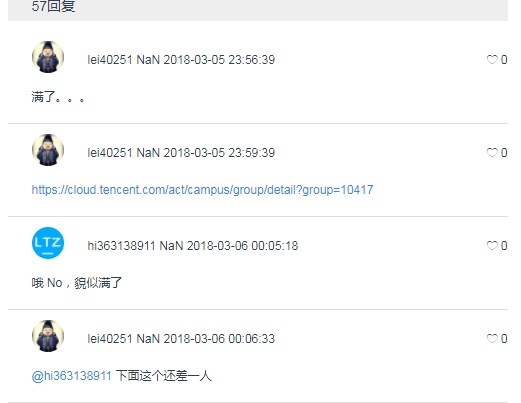 57回复
lei40251 NaN 2018-03-05 23:56:39 ♡ 0
满了。。。
lei40251 NaN 2018-03-05 23:59:39 ♡ 0
https://cloud.tencent.com/act/campus/group/detail?group=10417
LTZ
hi363138911 NaN 2018-03-06 00:05:18 ♡ 0
哦 No，貌似满了
lei40251 NaN 2018-03-06 00:06:33 ♡ 0
@hi363138911 下面这个还差一人